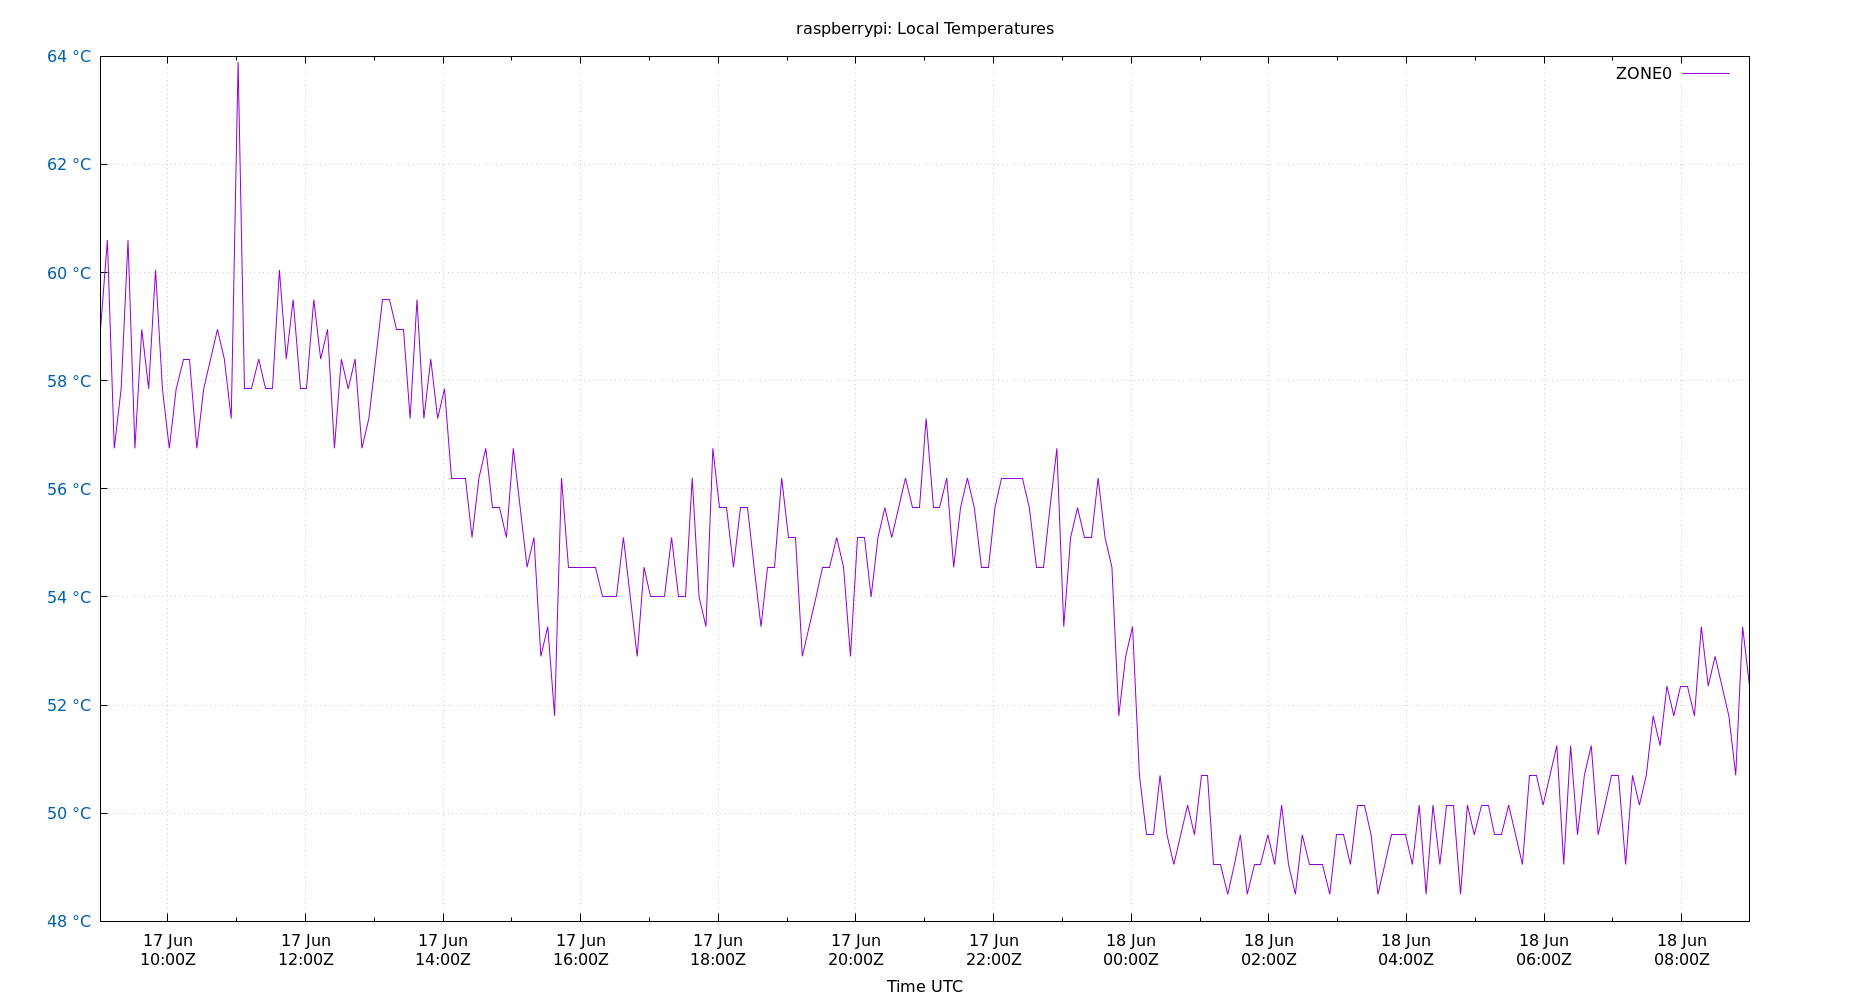 raspberrypi: Local Temperatures
64 °C
ZONE0
62 °C
60 °C
58 °C
56 °C
54 °C
52 °C
50 °C
48 °C
17 Jun 17 Jun 17 Jun 17 Jun 17 Jun 17 Jun 17 Jun 18 Jun 18 Jun 18 Jun 18 Jun 18 Jun
10:00Z 12:00Z 14:00Z 16:00Z 18:00Z 20:00Z 22:00Z 00:00Z 02:00Z 04:00Z 06:00Z 08:00Z
Time UTC